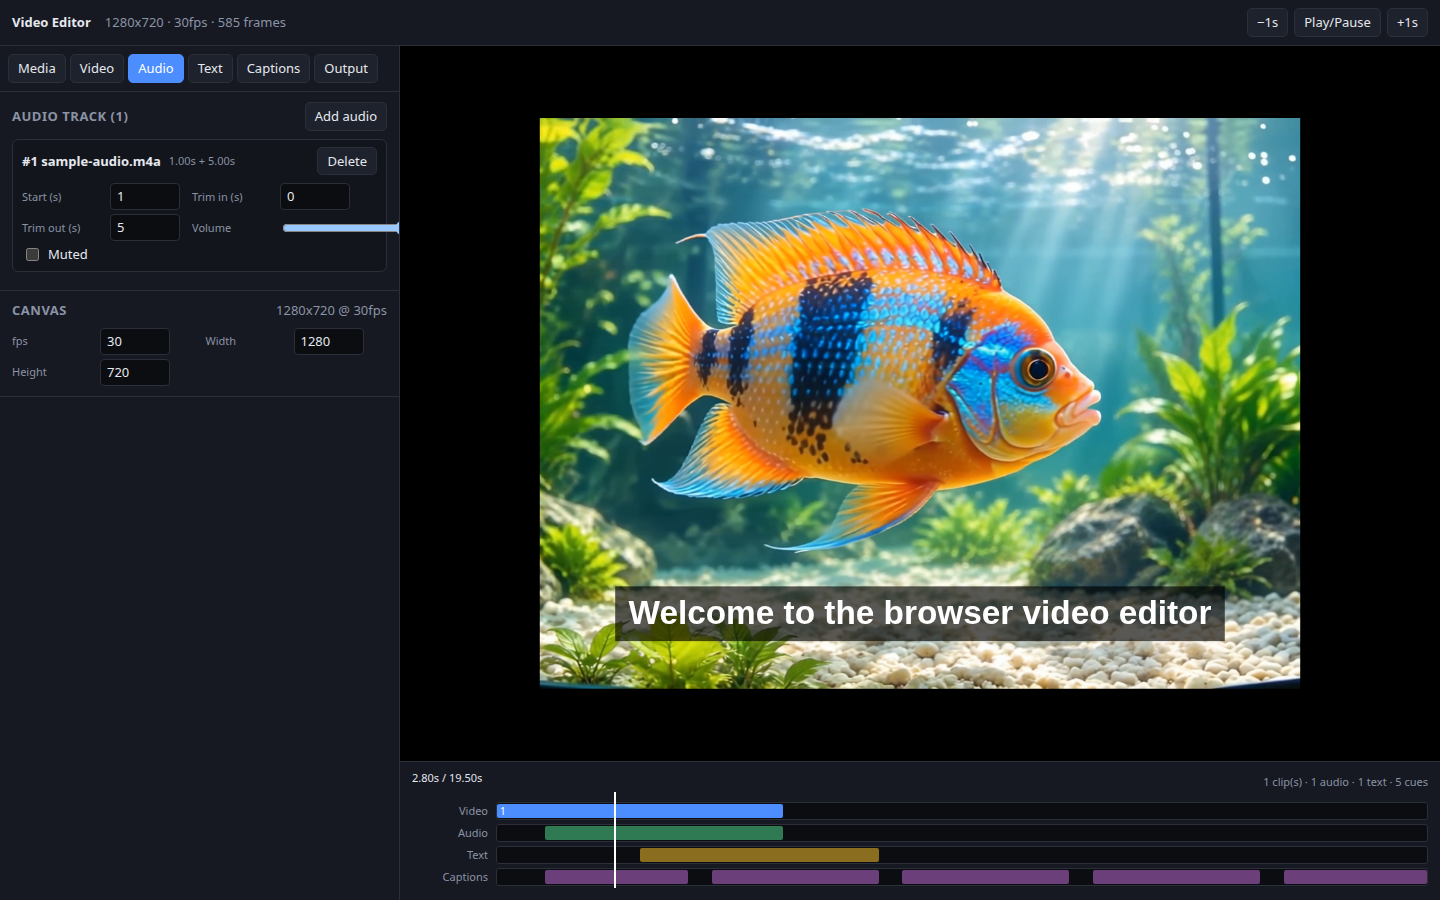 Video Editor 1280x720 · 30fps · 585 frames −1s Play/Pause +1s
Media Video Audio Text Captions Output
AUDIO TRACK (1) Add audio
#1 sample-audio.m4a 1.00s + 5.00s Delete
Start (s) 1 Trim in (s) 0
Trim out (s) 5 Volume
Muted
CANVAS 1280x720 @ 30fps
fps 30 Width 1280
Height 720
Welcome to the browser video editor
2.80s / 19.50s 1 clip(s) · 1 audio · 1 text · 5 cues
Video 1
Audio
Text
Captions